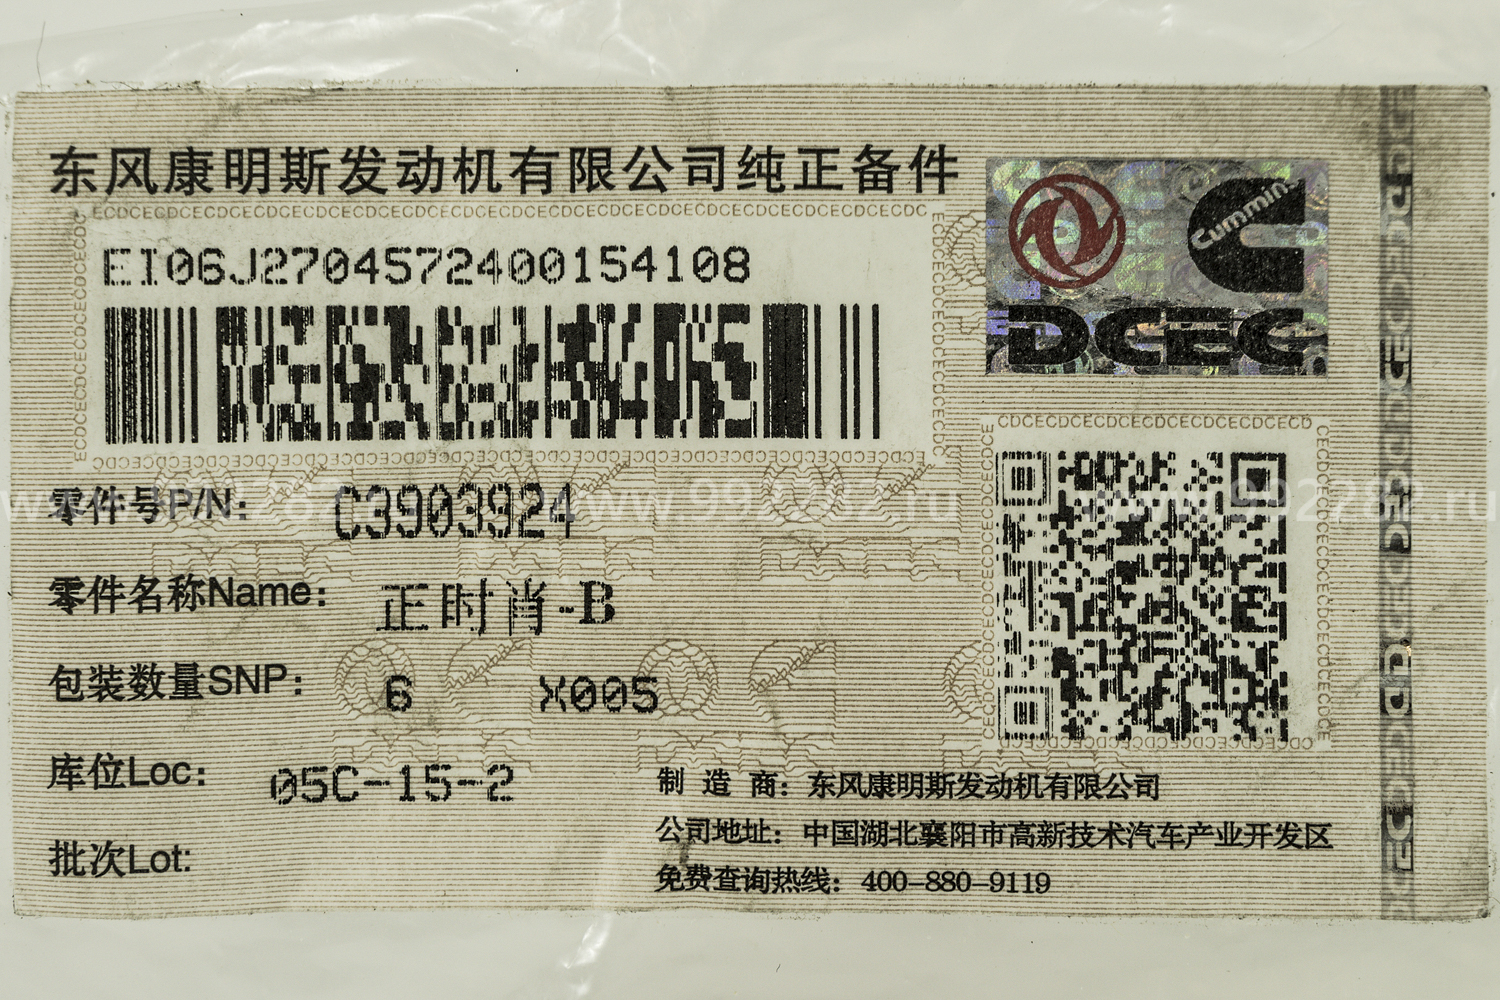 东风康明斯发动机有限公司纯正备件
EI06J2704572400154108
Cummins
DCEC
零件号P/N: C3903924
零件名称Name: 正时肖-B
包装数量SNP: 6 X005
库位Loc: 05C-15-2
批次Lot:
制 造 商: 东风康明斯发动机有限公司
公司地址: 中国湖北襄阳市高新技术汽车产业开发区
免费查询热线: 400-880-9119
www.992282.ru